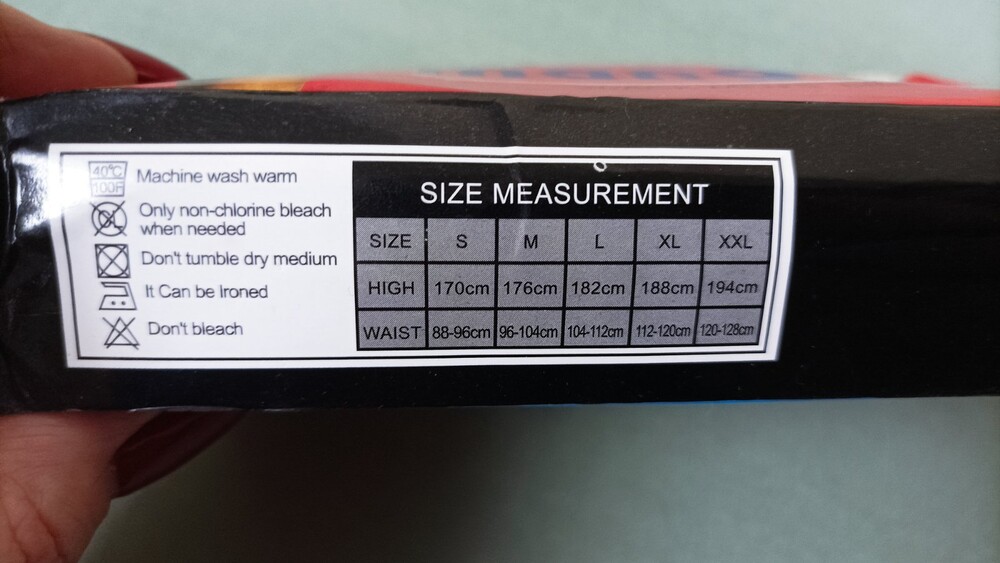 40°C
100F
Machine wash warm
Only non-chlorine bleach
when needed
Don't tumble dry medium
It Can be Ironed
Don't bleach
SIZE MEASUREMENT
SIZE S M L XL XXL
HIGH 170cm 176cm 182cm 188cm 194cm
WAIST 88-96cm 96-104cm 104-112cm 112-120cm 120-128cm